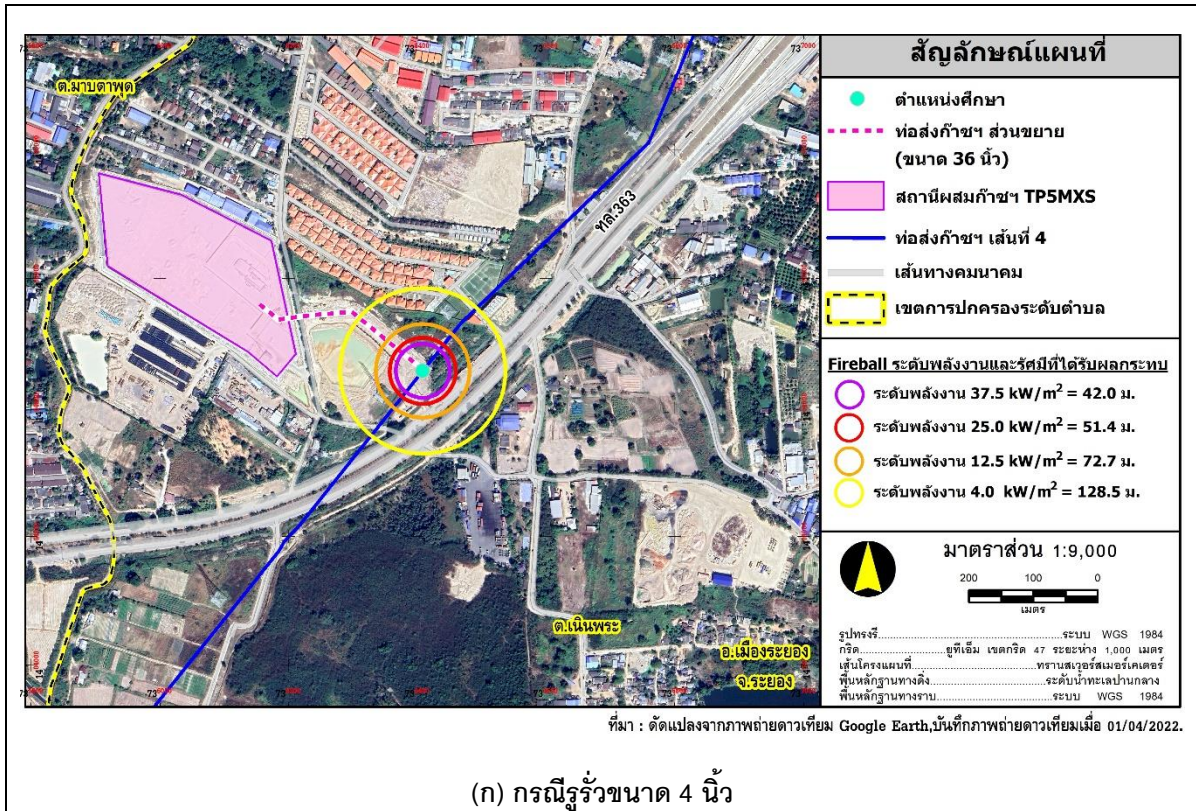 ต.มาบตาพุด
ทล.363
ต.เนินพระ
อ.เมืองระยอง
จ.ระยอง
สัญลักษณ์แผนที่
ตำแหน่งศึกษา
ท่อส่งก๊าซฯ ส่วนขยาย
(ขนาด 36 นิ้ว)
สถานีผสมก๊าซฯ TP5MXS
ท่อส่งก๊าซฯ เส้นที่ 4
เส้นทางคมนาคม
เขตการปกครองระดับตำบล
Fireball ระดับพลังงานและรัศมีที่ได้รับผลกระทบ
ระดับพลังงาน 37.5 kW/m² = 42.0 ม.
ระดับพลังงาน 25.0 kW/m² = 51.4 ม.
ระดับพลังงาน 12.5 kW/m² = 72.7 ม.
ระดับพลังงาน 4.0 kW/m² = 128.5 ม.
มาตราส่วน 1:9,000
200 100 0
เมตร
รูปทรงรี.......................................ระบบ WGS 1984
กริด.....................ยูทีเอ็ม เขตกริด 47 ระยะห่าง 1,000 เมตร
เส้นโครงแผนที่.........................ทรานสเวอร์สเมอร์เคเตอร์
พื้นหลักฐานทางดิ่ง.........................ระดับน้ำทะเลปานกลาง
พื้นหลักฐานทางราบ.........................ระบบ WGS 1984
ที่มา : ดัดแปลงจากภาพถ่ายดาวเทียม Google Earth,บันทึกภาพถ่ายดาวเทียมเมื่อ 01/04/2022.
(ก) กรณีรูรั่วขนาด 4 นิ้ว